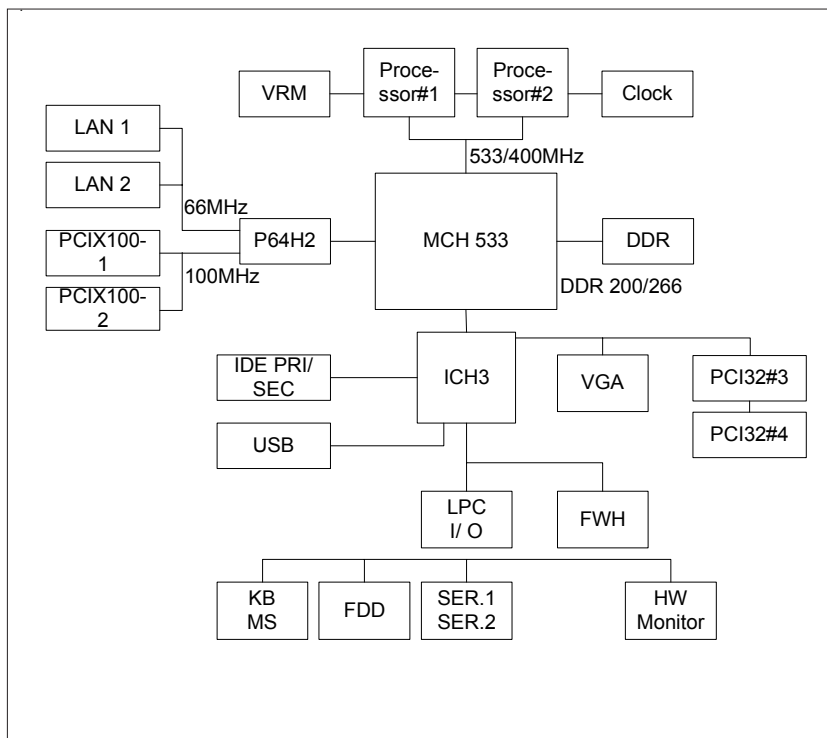 VRM
Proce-
ssor#1
Proce-
ssor#2
Clock
LAN 1
LAN 2
533/400MHz
66MHz
PCIX100-
1
P64H2
MCH 533
DDR
100MHz
PCIX100-
2
DDR 200/266
IDE PRI/
SEC
ICH3
VGA
PCI32#3
USB
PCI32#4
LPC
I/ O
FWH
KB
MS
FDD
SER.1
SER.2
HW
Monitor